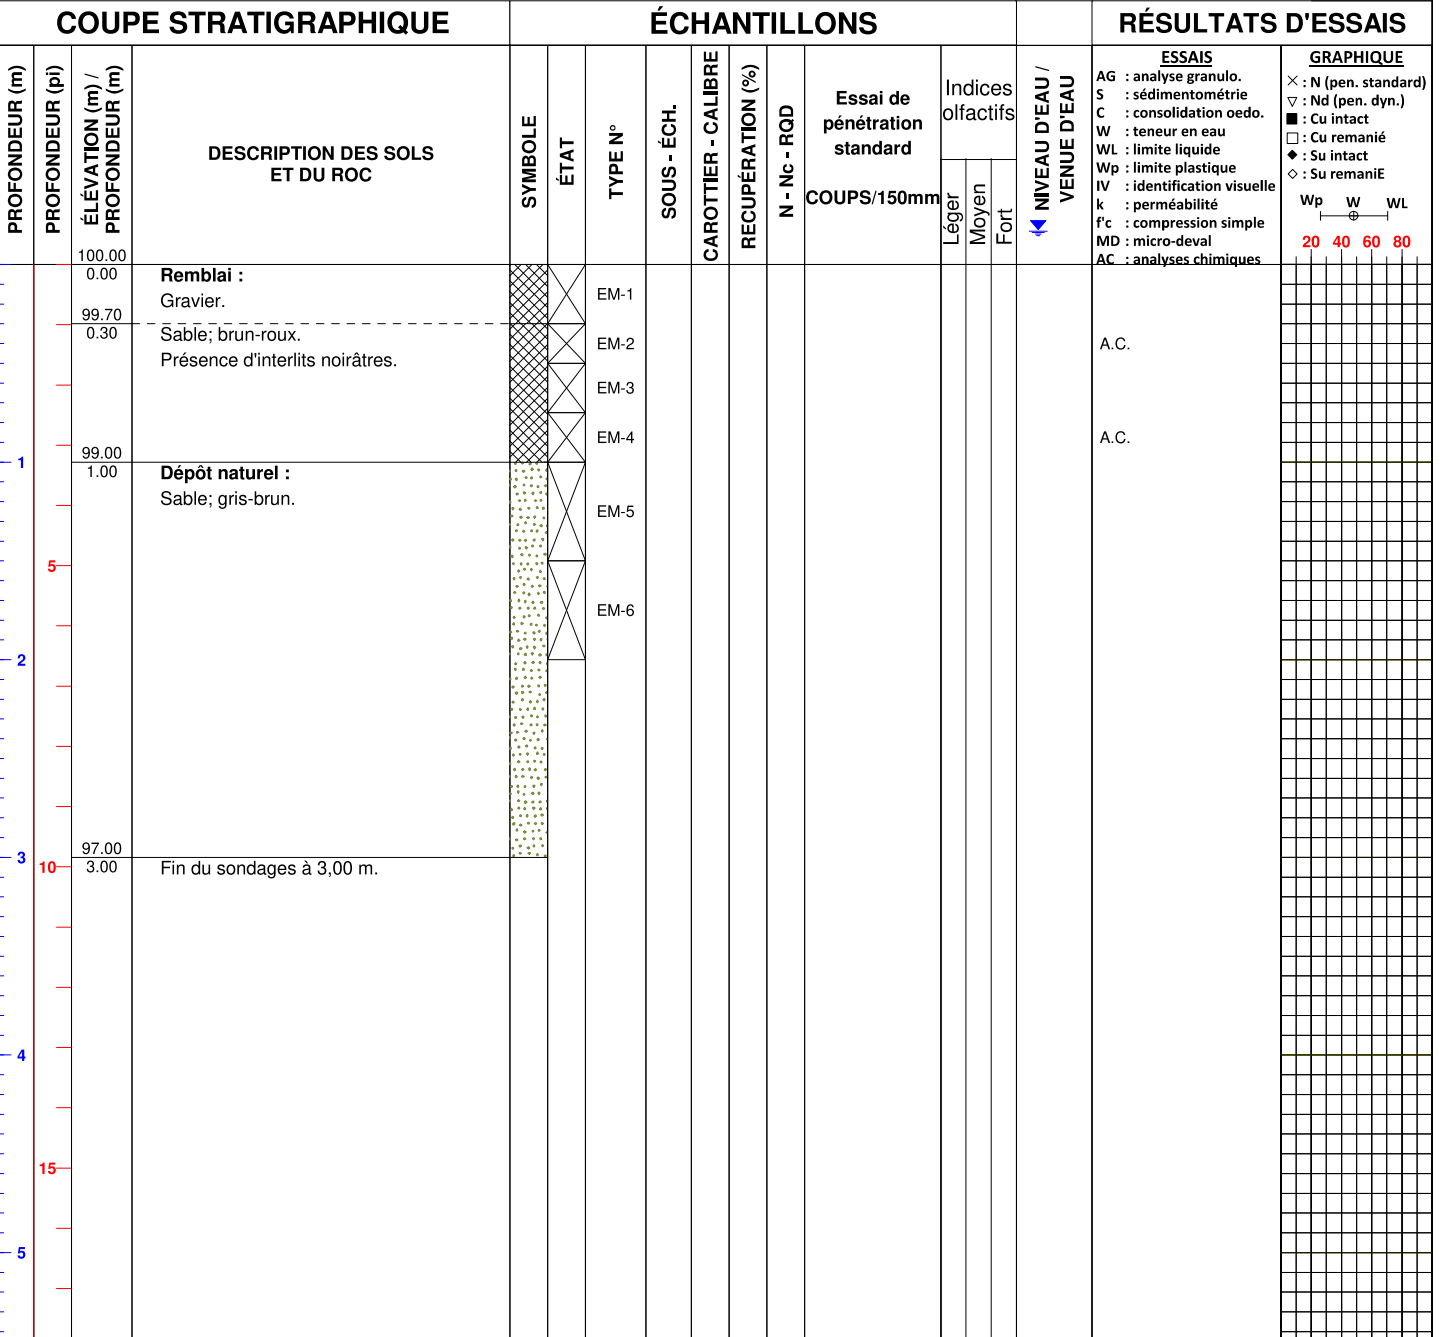 COUPE STRATIGRAPHIQUE
ÉCHANTILLONS
RÉSULTATS D'ESSAIS
PROFONDEUR (m)
PROFONDEUR (pi)
ÉLÉVATION (m) /
PROFONDEUR (m)
DESCRIPTION DES SOLS
ET DU ROC
SYMBOLE
ÉTAT
TYPE N°
SOUS - ÉCH.
CAROTTIER - CALIBRE
RECUPÉRATION (%)
N - Nc - RQD
Essai de
pénétration
standard
COUPS/150mm
Indices
olfactifs
Léger
Moyen
Fort
NIVEAU D'EAU /
VENUE D'EAU
ESSAIS
AG : analyse granulo.
S : sédimentométrie
C : consolidation oedo.
W : teneur en eau
WL : limite liquide
Wp : limite plastique
IV : identification visuelle
k : perméabilité
f'c : compression simple
MD : micro-deval
AC : analyses chimiques
GRAPHIQUE
× : N (pen. standard)
▽ : Nd (pen. dyn.)
■ : Cu intact
□ : Cu remanié
◆ : Su intact
◇ : Su remaniE
Wp W WL
20 40 60 80
100.00
0.00 Remblai :
Gravier.
EM-1
99.70
0.30 Sable; brun-roux.
Présence d'interlits noirâtres.
EM-2 A.C.
EM-3
EM-4 A.C.
99.00
1
1.00 Dépôt naturel :
Sable; gris-brun.
EM-5
5
EM-6
2
97.00
3
3.00 Fin du sondages à 3,00 m.
10
4
15
5